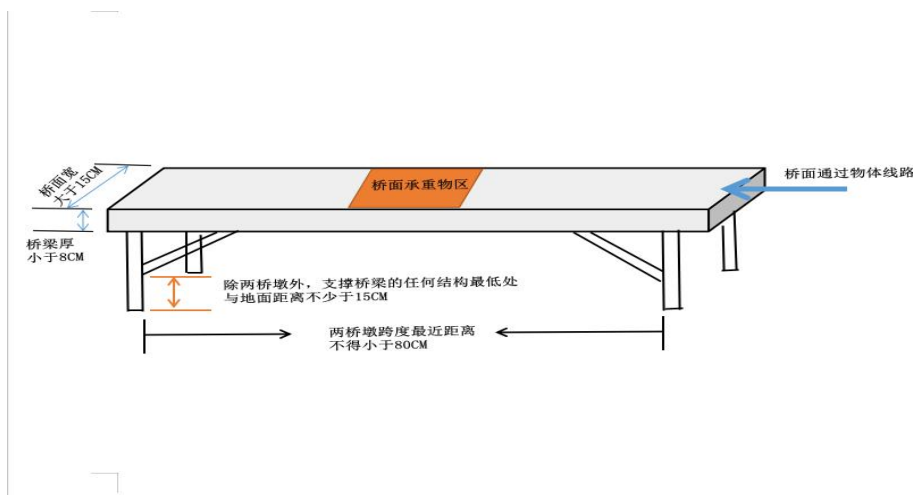 桥面宽
大于15CM
桥面承重物区
桥面通过物体线路
桥梁厚
小于8CM
除两桥墩外，支撑桥梁的任何结构最低处
与地面距离不少于15CM
两桥墩跨度最近距离
不得小于80CM